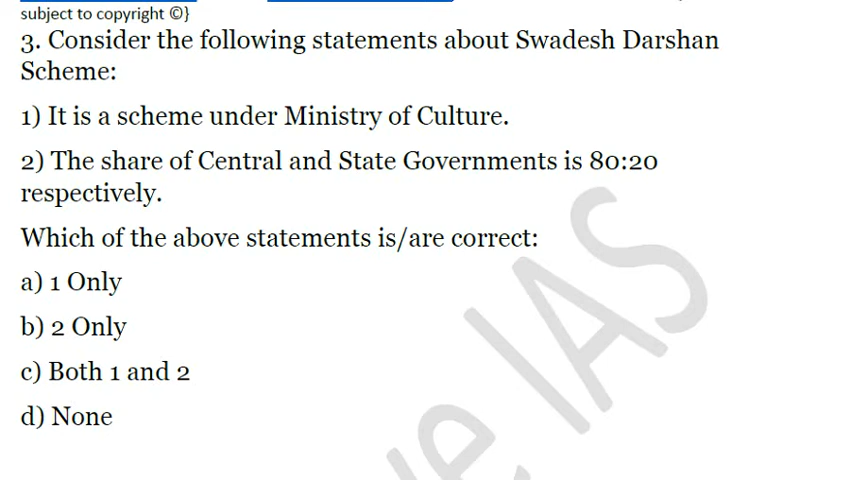 subject to copyright ©}
3. Consider the following statements about Swadesh Darshan
Scheme:
1) It is a scheme under Ministry of Culture.
2) The share of Central and State Governments is 80:20
respectively.
Which of the above statements is/are correct:
a) 1 Only
b) 2 Only
c) Both 1 and 2
d) None
IAS